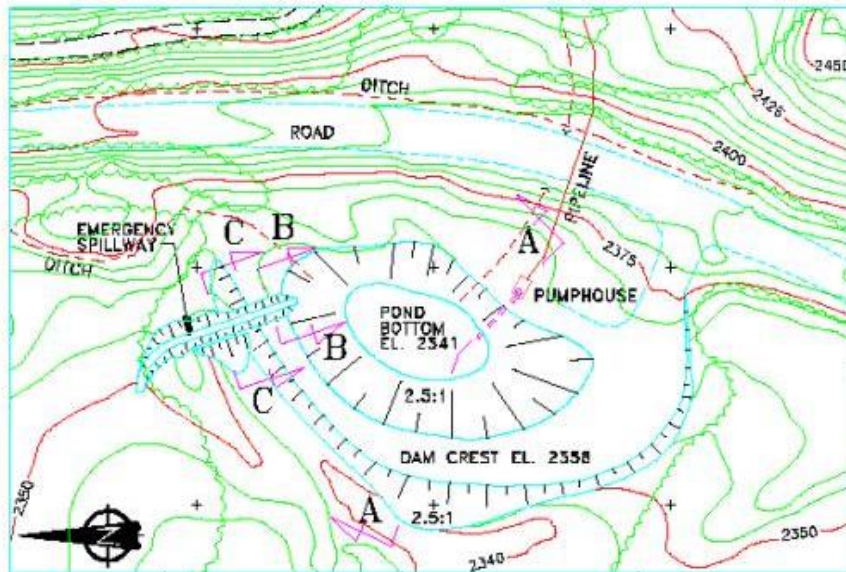 2450
2425
DITCH
2400
ROAD
PIPELINE
EMERGENCY
SPILLWAY
C
B
A
2375
DITCH
PUMPHOUSE
POND
BOTTOM
EL. 2341
B
C
2.5:1
DAM CREST EL. 2358
2350
A
2.5:1
2350
2340
N